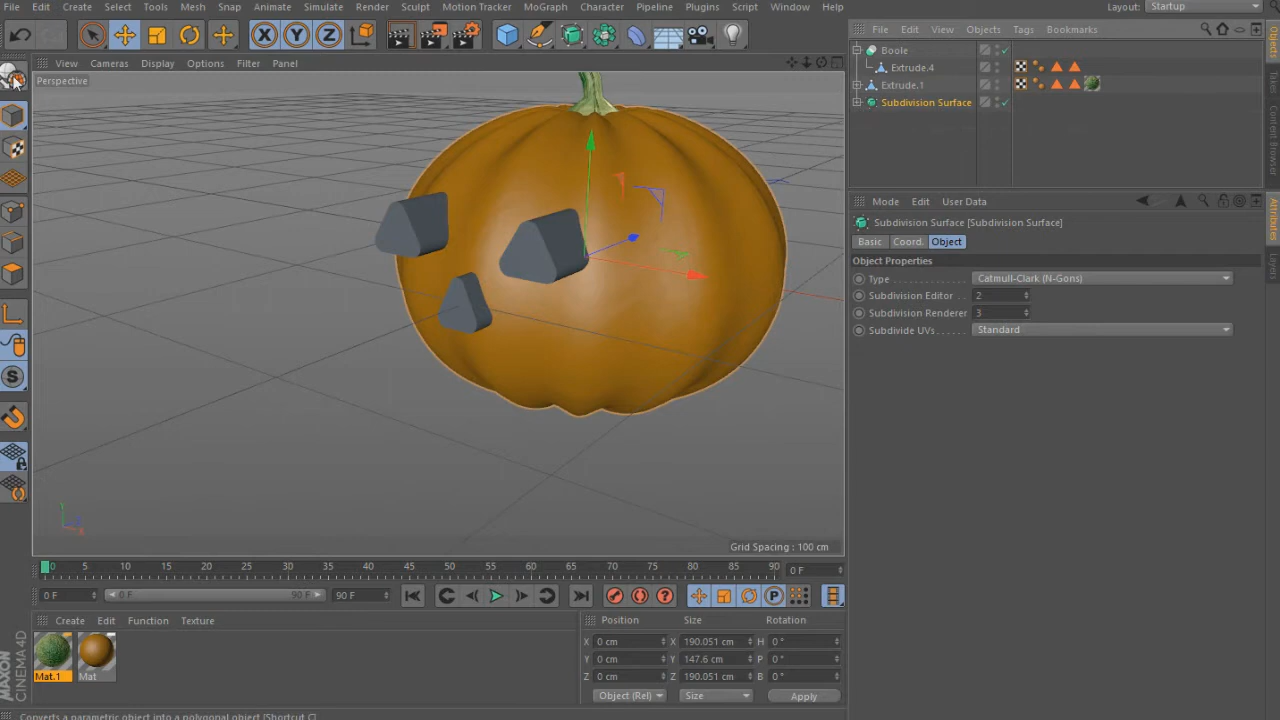 File Edit Create Select Tools Mesh Snap Animate Simulate Render Sculpt Motion Tracker MoGraph Character Pipeline Plugins Script Window Help
Layout: Startup
View Cameras Display Options Filter Panel
Perspective
Grid Spacing : 100 cm
File Edit View Objects Tags Bookmarks
Boole
Extrude.4
Extrude.1
Subdivision Surface
Objects
Takes
Content Browser
Attributes
Layers
Mode Edit User Data
Subdivision Surface [Subdivision Surface]
Basic Coord. Object
Object Properties
Type Catmull-Clark (N-Gons)
Subdivision Editor . . 2
Subdivision Renderer 3
Subdivide UVs . . . . . . Standard
0 5 10 15 20 25 30 35 40 45 50 55 60 65 70 75 80 85 90 0 F
0 F 0 F 90 F 90 F
Create Edit Function Texture
Mat.1 Mat
Position Size Rotation
X 0 cm X 190.051 cm H 0 °
Y 0 cm Y 147.6 cm P 0 °
Z 0 cm Z 190.051 cm B 0 °
Object (Rel) Size Apply
MAXON
CINEMA 4D
Converts a parametric object into a polygonal object [Shortcut C]